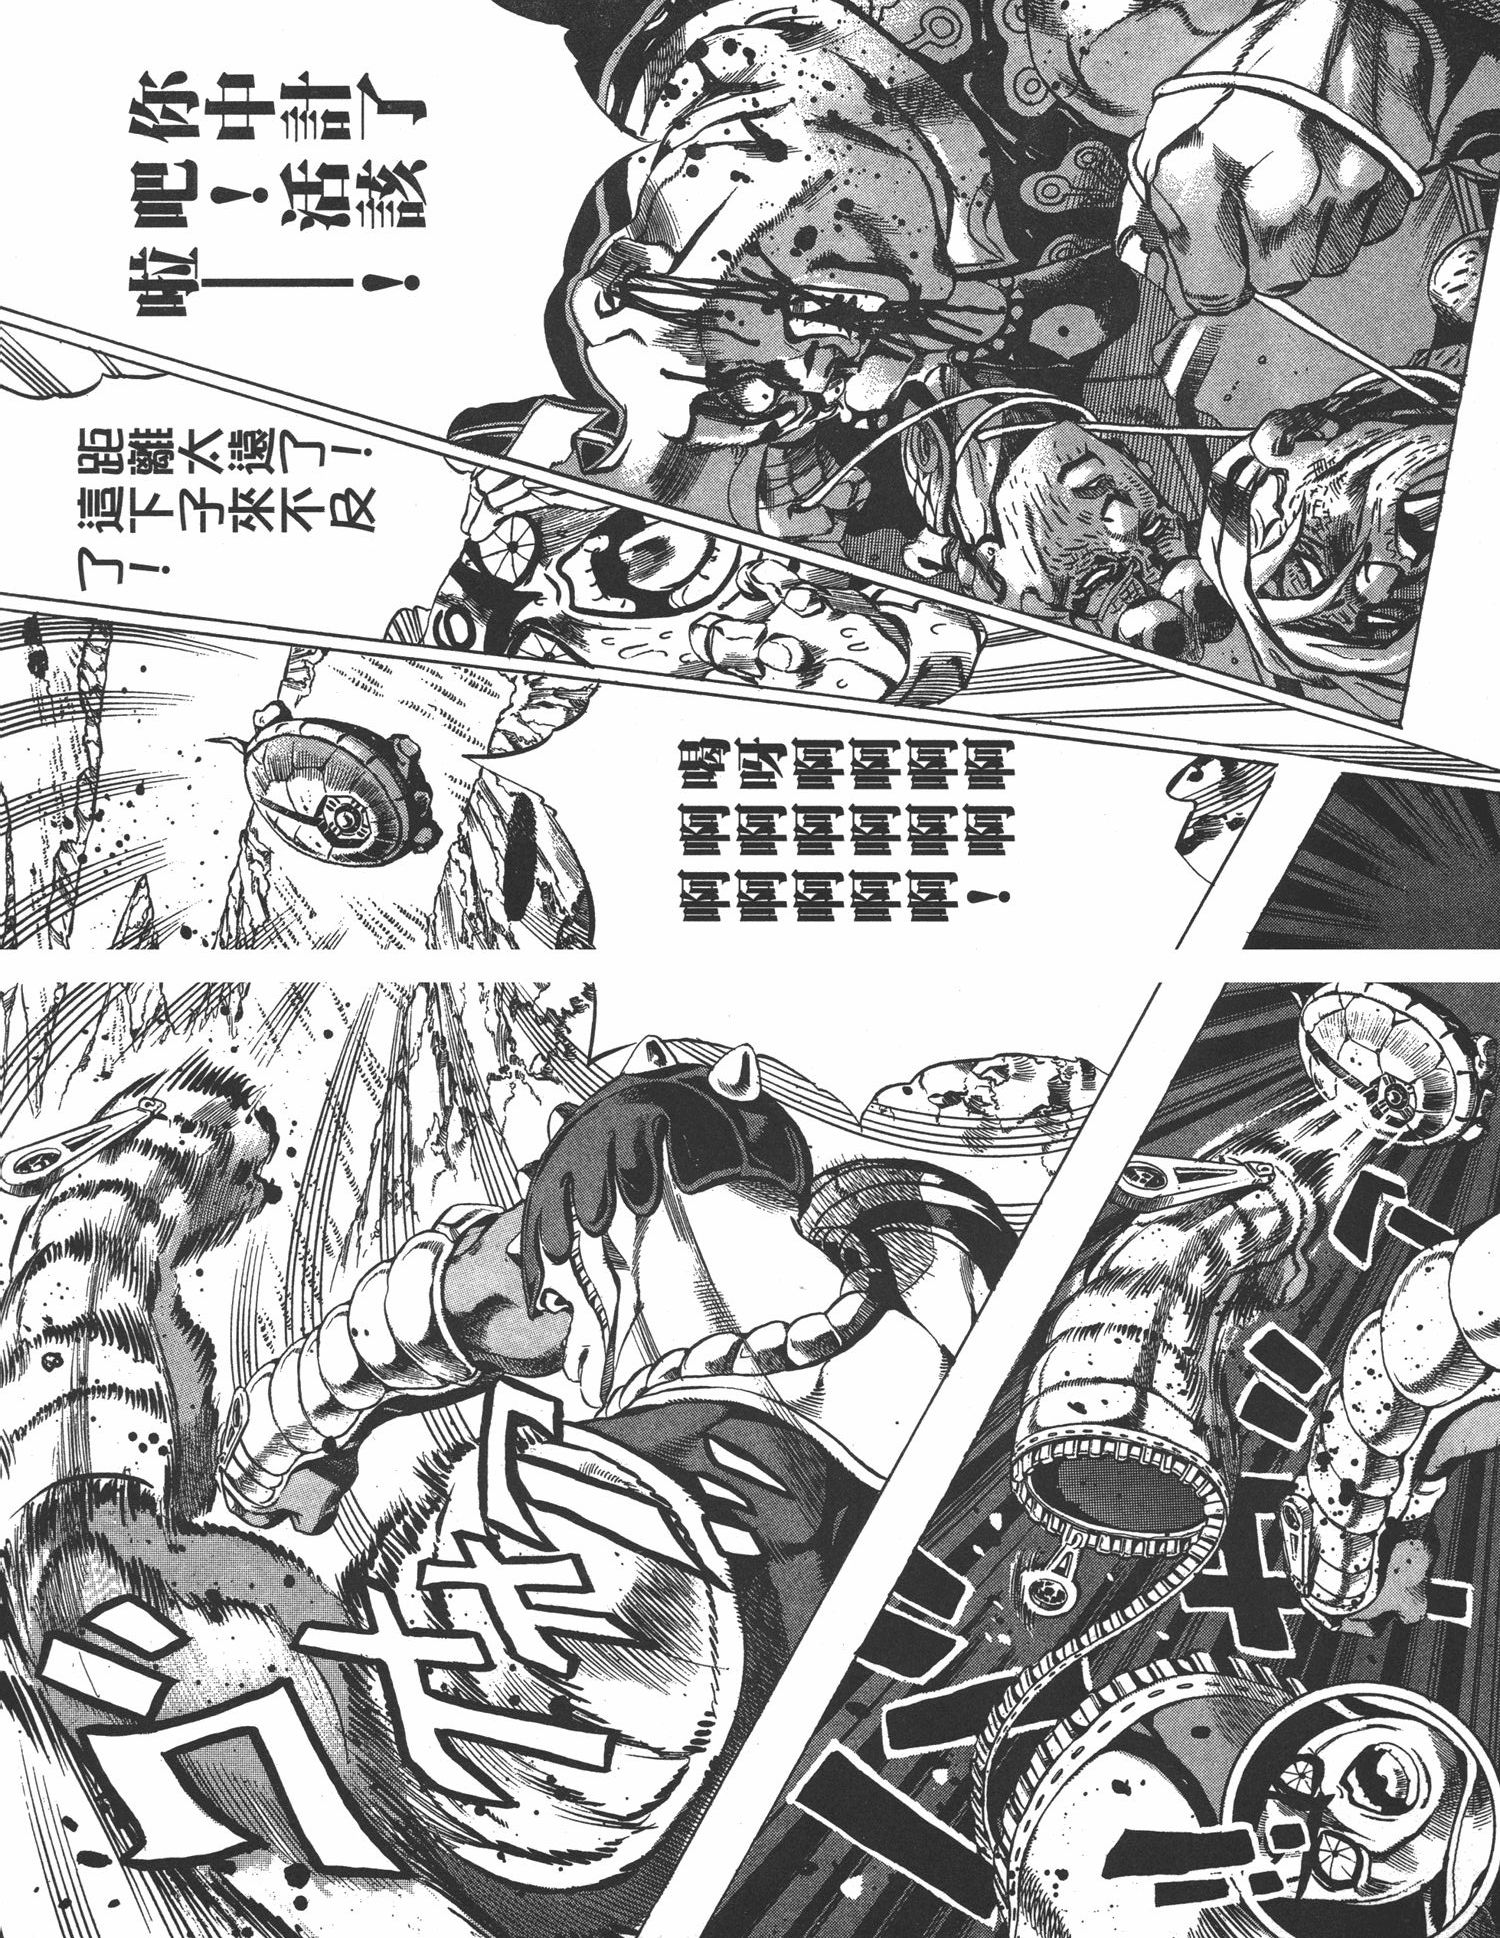 你中計了
吧！活該
啦——！
距離太遠了！
這下子來不及
了！
喝呀啊啊啊啊
啊啊啊啊啊啊
啊啊啊啊啊！